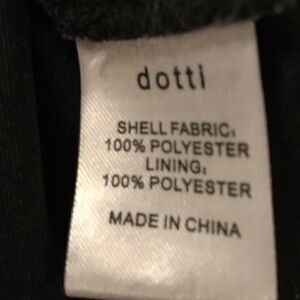 dotti
SHELL FABRIC:
100% POLYESTER
LINING:
100% POLYESTER
MADE IN CHINA